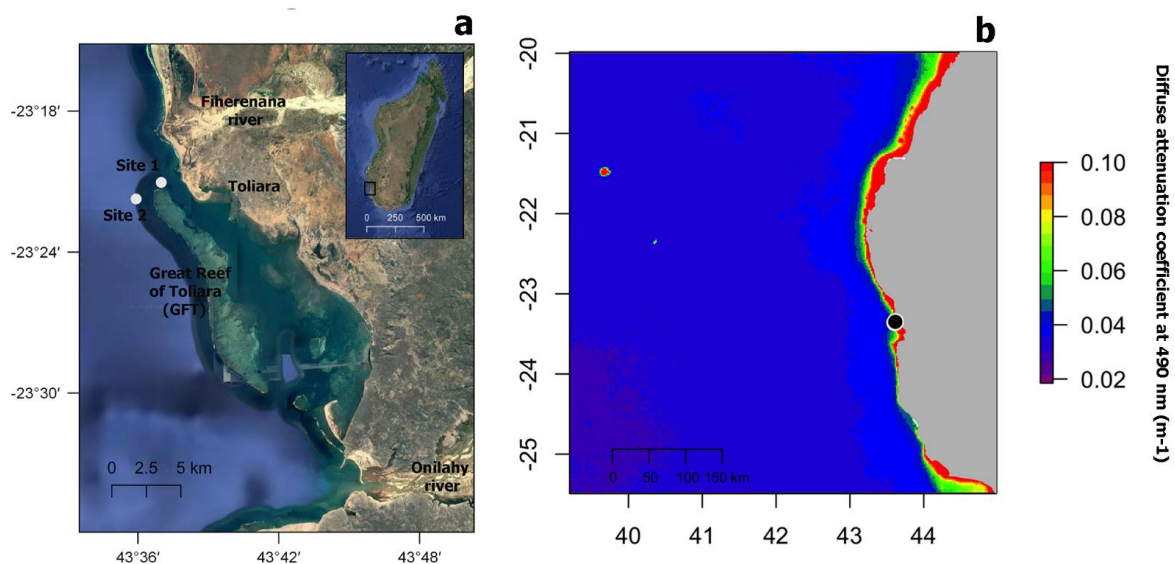 a
-23°18′
-23°24′
-23°30′
43°36′
43°42′
43°48′
Fiherenana
river
Site 1
Site 2
Toliara
Great Reef
of Toliara
(GFT)
Onilahy
river
0 250 500 km
0 2.5 5 km
b
-20
-21
-22
-23
-24
-25
40
41
42
43
44
0 50 100 150 km
0.10
0.08
0.06
0.04
0.02
Diffuse attenuation coefficient at 490 nm (m-1)